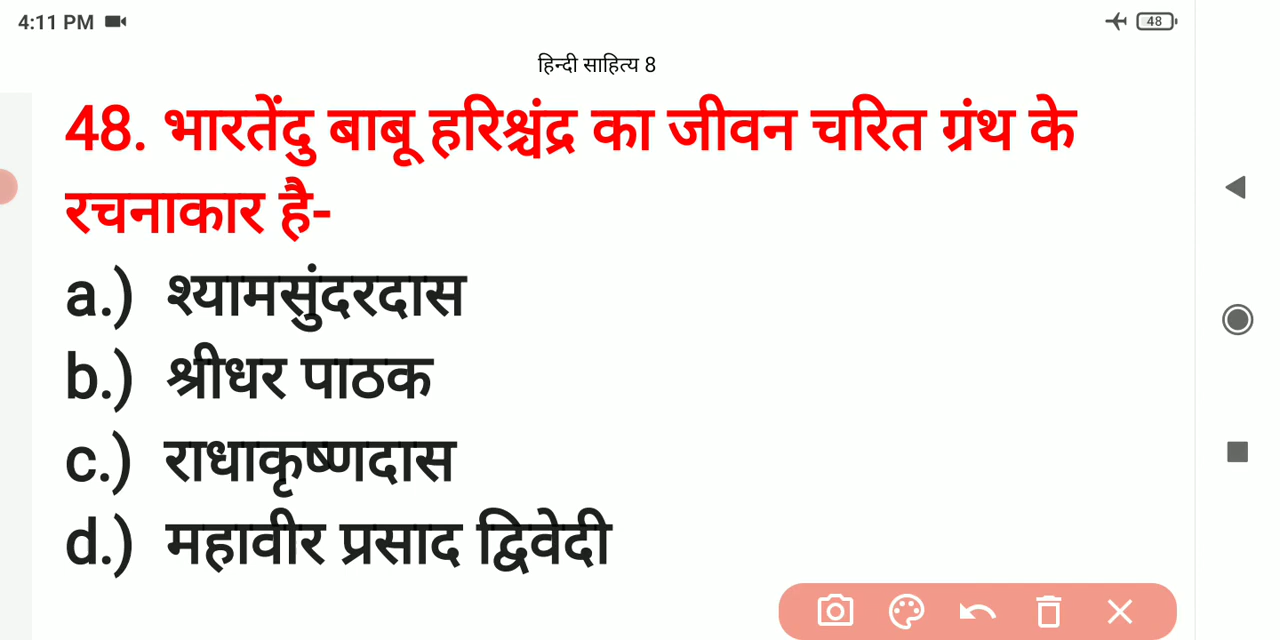 4:11 PM
48
हिन्दी साहित्य 8
48. भारतेंदु बाबू हरिश्चंद्र का जीवन चरित ग्रंथ के
रचनाकार है-
a.) श्यामसुंदरदास
b.) श्रीधर पाठक
c.) राधाकृष्णदास
d.) महावीर प्रसाद द्विवेदी